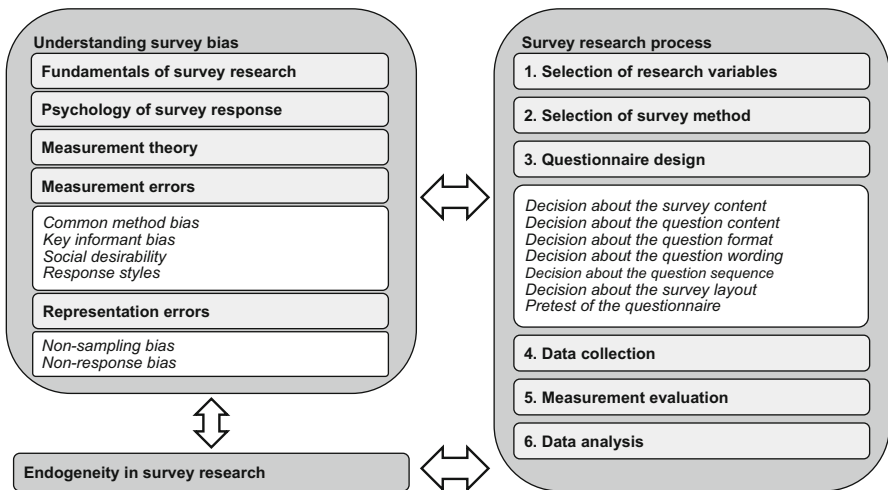 Understanding survey bias
Fundamentals of survey research
Psychology of survey response
Measurement theory
Measurement errors
Common method bias
Key informant bias
Social desirability
Response styles
Representation errors
Non-sampling bias
Non-response bias
Endogeneity in survey research
Survey research process
1. Selection of research variables
2. Selection of survey method
3. Questionnaire design
Decision about the survey content
Decision about the question content
Decision about the question format
Decision about the question wording
Decision about the question sequence
Decision about the survey layout
Pretest of the questionnaire
4. Data collection
5. Measurement evaluation
6. Data analysis